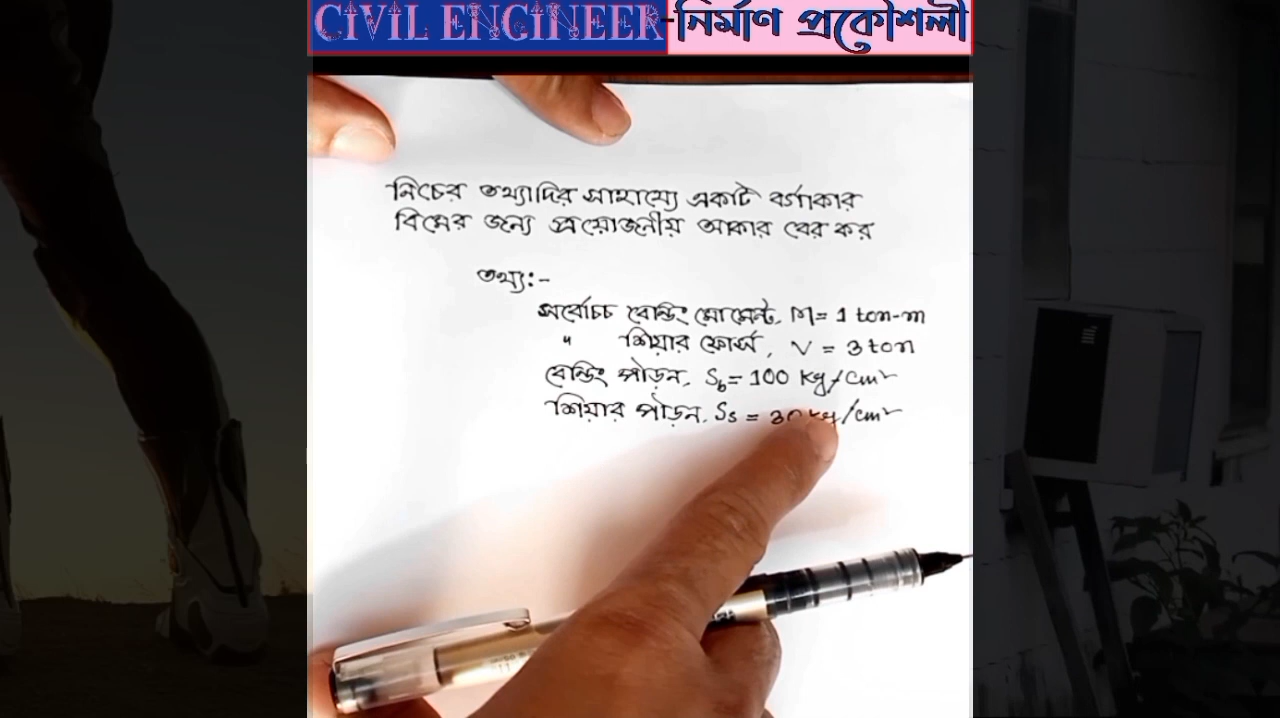 CIVIL ENGINEER-নির্মাণ প্রকৌশলী
নিচের তথ্যাদির সাহায্যে একটি বর্গাকার
বিমের জন্য প্রয়োজনীয় আকার বের কর
তথ্য:-
সর্বোচ্চ বেন্ডিং মোমেন্ট, M = 1 ton-m
" শিয়ার ফোর্স, V = 3 ton
বেন্ডিং পীড়ন, Sb = 100 kg/cm²
শিয়ার পীড়ন, Ss = 30 kg/cm²